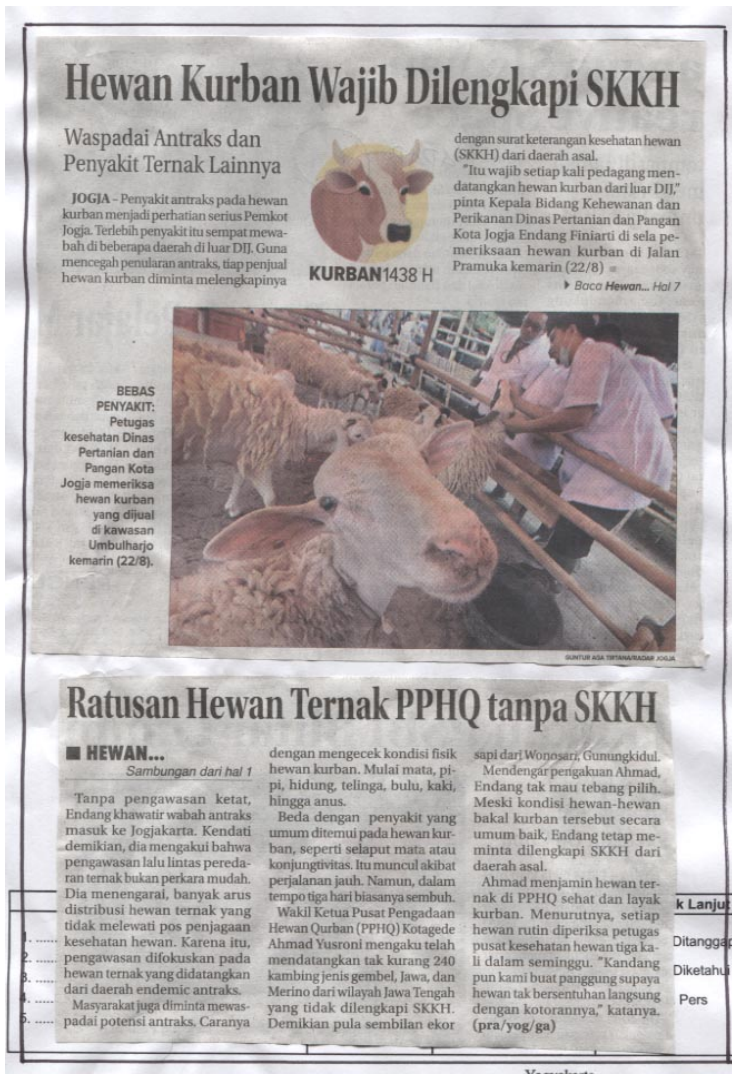 Hewan Kurban Wajib Dilengkapi SKKH
Waspadai Antraks dan
Penyakit Ternak Lainnya
JOGJA – Penyakit antraks pada hewan
kurban menjadi perhatian serius Pemkot
Jogja. Terlebih penyakit itu sempat mewa-
bah di beberapa daerah di luar DIJ. Guna
mencegah penularan antraks, tiap penjual
hewan kurban diminta melengkapinya
KURBAN 1438 H
dengan surat keterangan kesehatan hewan
(SKKH) dari daerah asal.
"Itu wajib setiap kali pedagang men-
datangkan hewan kurban dari luar DIJ,"
pinta Kepala Bidang Kehewanan dan
Perikanan Dinas Pertanian dan Pangan
Kota Jogja Endang Finiarti di sela pe-
meriksaan hewan kurban di Jalan
Pramuka kemarin (22/8)
Baca Hewan... Hal 7
BEBAS
PENYAKIT:
Petugas
kesehatan Dinas
Pertanian dan
Pangan Kota
Jogja memeriksa
hewan kurban
yang dijual
di kawasan
Umbulharjo
kemarin (22/8).
GUNTUR AGA TIRTANA/RADAR JOGJA
Ratusan Hewan Ternak PPHQ tanpa SKKH
HEWAN...
Sambungan dari hal 1
Tanpa pengawasan ketat,
Endang khawatir wabah antraks
masuk ke Jogjakarta. Kendati
demikian, dia mengakui bahwa
pengawasan lalu lintas pereda-
ran ternak bukan perkara mudah.
Dia menengarai, banyak arus
distribusi hewan ternak yang
tidak melewati pos penjagaan
kesehatan hewan. Karena itu,
pengawasan difokuskan pada
hewan ternak yang didatangkan
dari daerah endemic antraks.
Masyarakat juga diminta mewas-
padai potensi antraks. Caranya
dengan mengecek kondisi fisik
hewan kurban. Mulai mata, pi-
pi, hidung, telinga, bulu, kaki,
hingga anus.
Beda dengan penyakit yang
umum ditemui pada hewan kur-
ban, seperti selaput mata atau
konjungtivitas. Itu muncul akibat
perjalanan jauh. Namun, dalam
tempo tiga hari biasanya sembuh.
Wakil Ketua Pusat Pengadaan
Hewan Qurban (PPHQ) Kotagede
Ahmad Yusroni mengaku telah
mendatangkan tak kurang 240
kambing jenis gembel, Jawa, dan
Merino dari wilayah Jawa Tengah
yang tidak dilengkapi SKKH.
Demikian pula sembilan ekor
sapi dari Wonosari, Gunungkidul.
Mendengar pengakuan Ahmad,
Endang tak mau tebang pilih.
Meski kondisi hewan-hewan
bakal kurban tersebut secara
umum baik, Endang tetap me-
minta dilengkapi SKKH dari
daerah asal.
Ahmad menjamin hewan ter-
nak di PPHQ sehat dan layak
kurban. Menurutnya, setiap
hewan rutin diperiksa petugas
pusat kesehatan hewan tiga ka-
li dalam seminggu. "Kandang
pun kami buat panggung supaya
hewan tak bersentuhan langsung
dengan kotorannya," katanya.
(pra/yog/ga)
k Lanjut
Ditanggap
Diketahui
Pers
1. ......
2. ......
3. ......
4. ......
5. ......